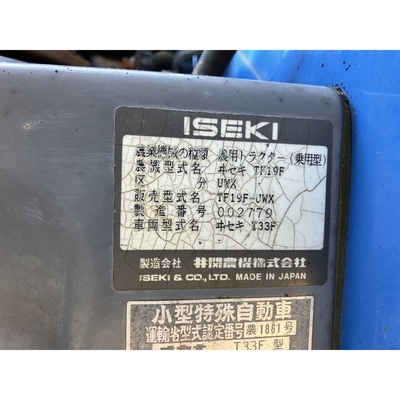 ISEKI
農業機械の種類 農用トラクター(乗用型)
農機型式名 ヰセキ TF19F
区 分 UWX
販売型式名 TF19F-UWX
製造番号 002779
車両型式名 ヰセキ T33F
製造会社 井関農機株式会社
ISEKI & CO., LTD. MADE IN JAPAN
小型特殊自動車
運輸省型式認定番号 農1861号
T33F 型